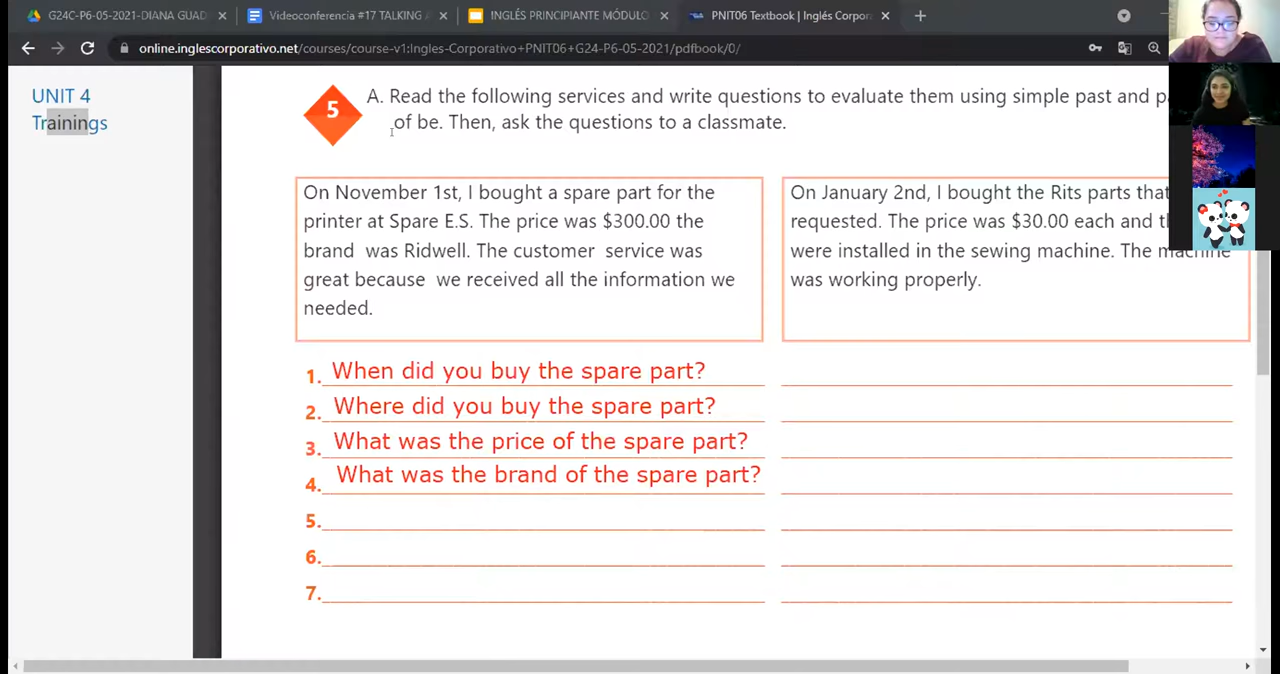 G24C-P6-05-2021-DIANA GUAD
Videoconferencia #17 TALKING
INGLÉS PRINCIPIANTE MÓDULO
PNIT06 Textbook | Inglés Corpor
online.inglescorporativo.net/courses/course-v1:Ingles-Corporativo+PNIT06+G24-P6-05-2021/pdfbook/0/
UNIT 4
Trainings
5
A. Read the following services and write questions to evaluate them using simple past and
of be. Then, ask the questions to a classmate.
On November 1st, I bought a spare part for the
printer at Spare E.S. The price was $300.00 the
brand was Ridwell. The customer service was
great because we received all the information we
needed.
On January 2nd, I bought the Rits parts that
requested. The price was $30.00 each and
were installed in the sewing machine. The machine
was working properly.
1. When did you buy the spare part?
2. Where did you buy the spare part?
3. What was the price of the spare part?
4. What was the brand of the spare part?
5.
6.
7.